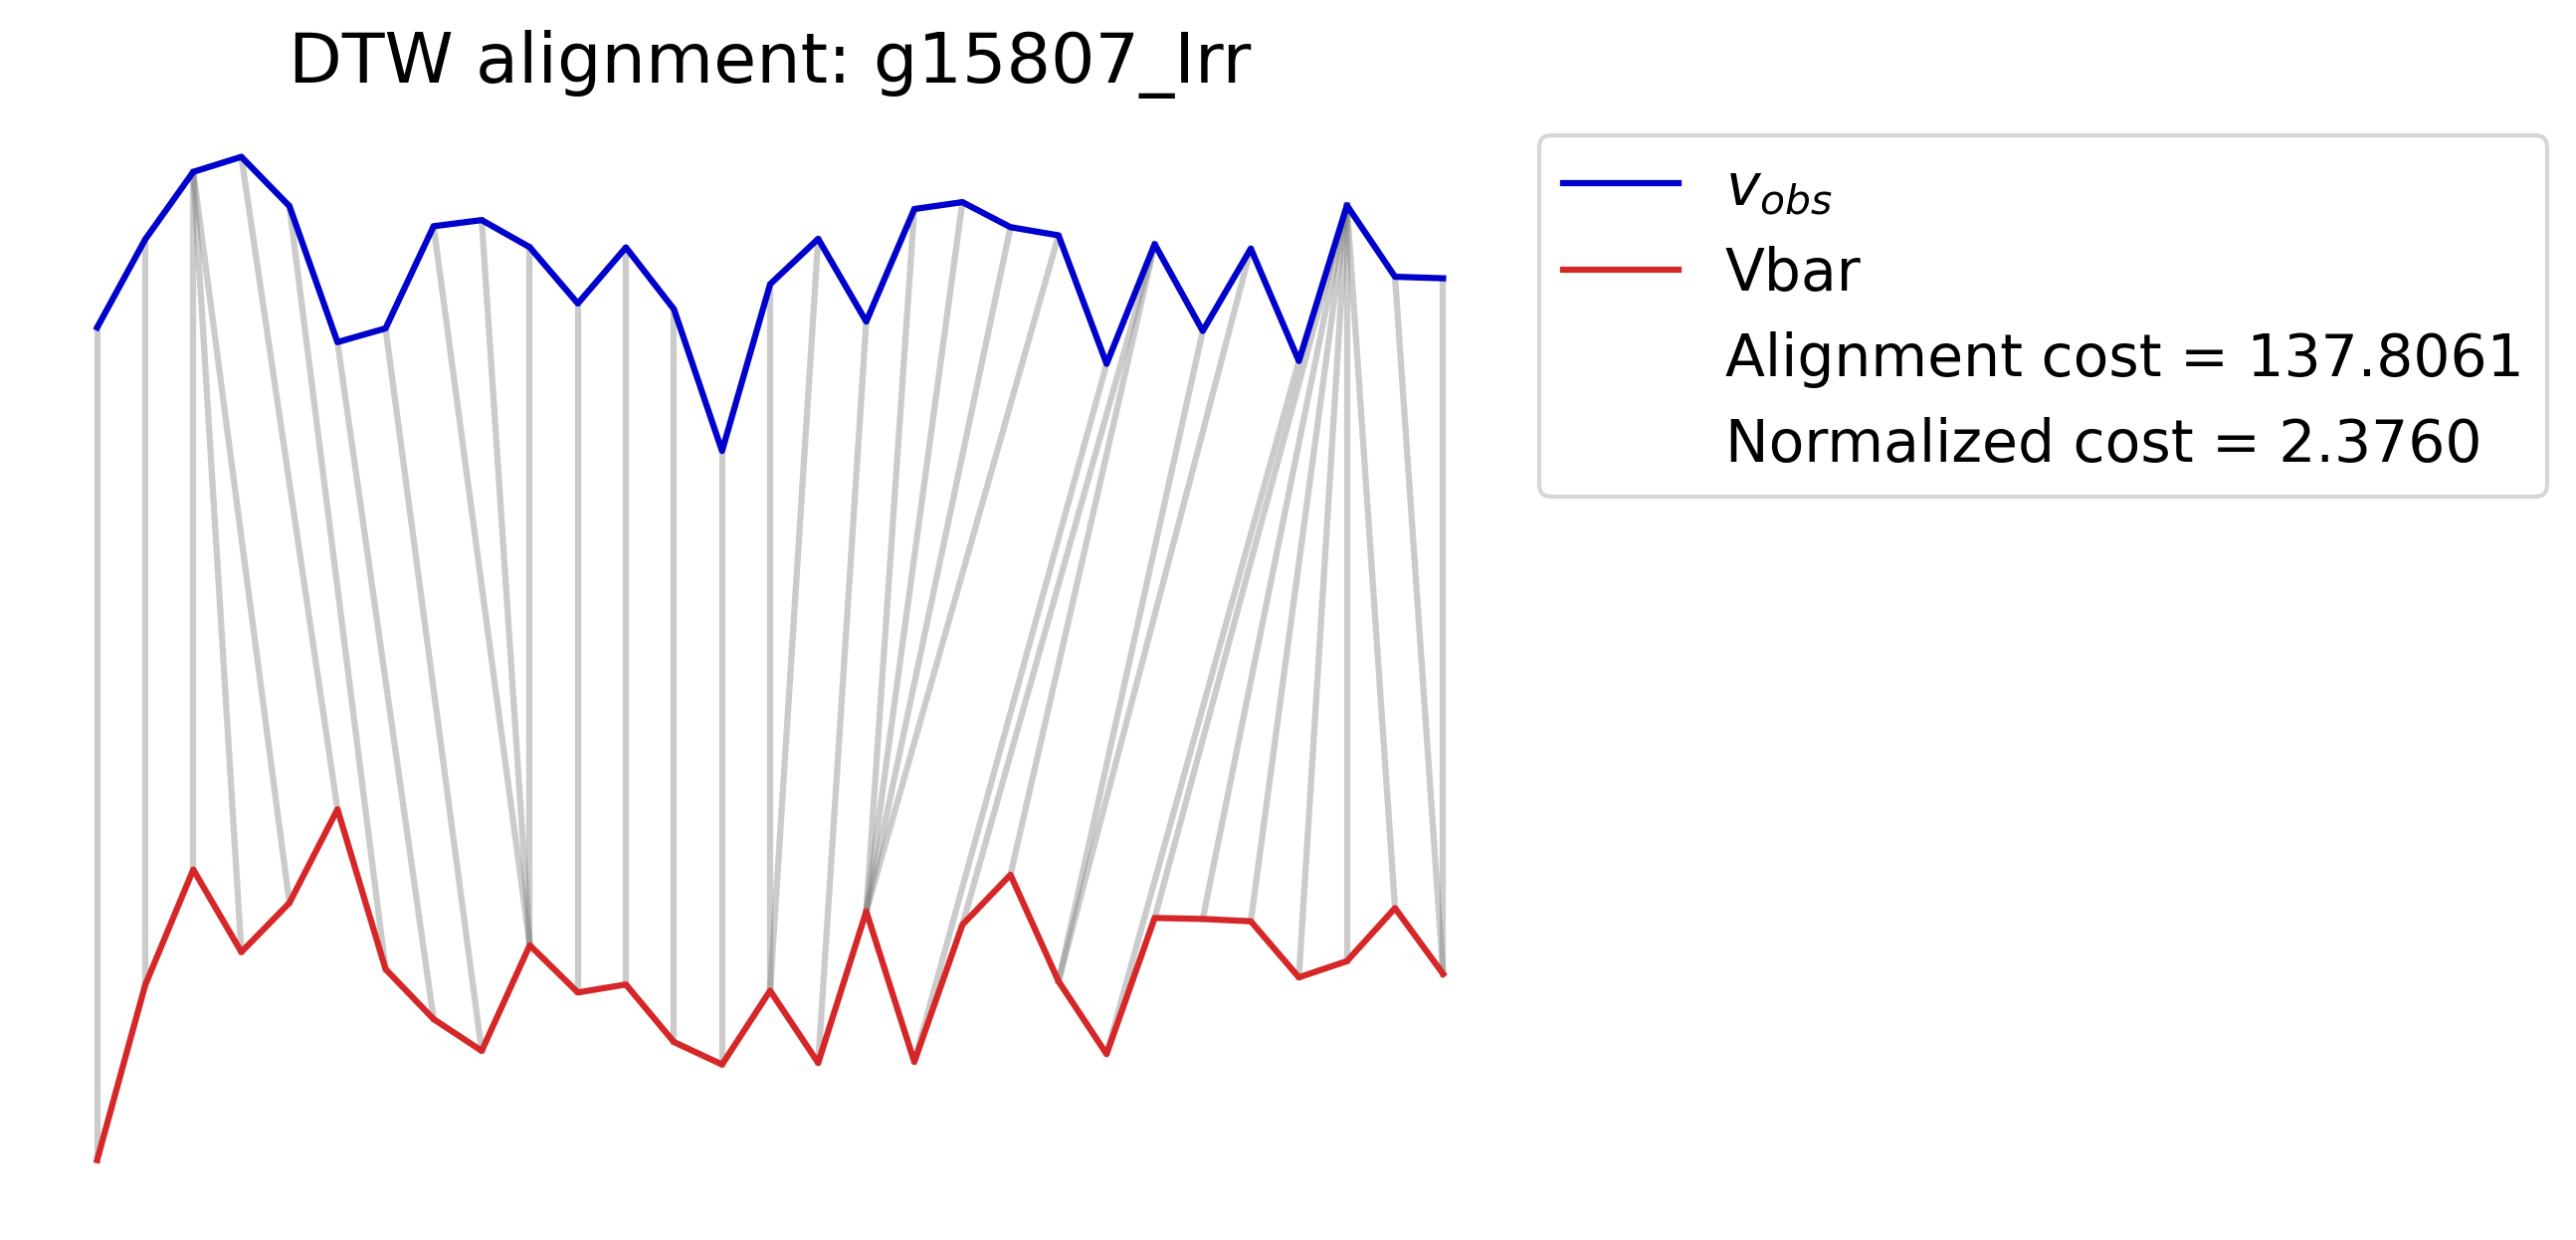 DTW alignment: g15807_Irr
v_obs
Vbar
Alignment cost = 137.8061
Normalized cost = 2.3760